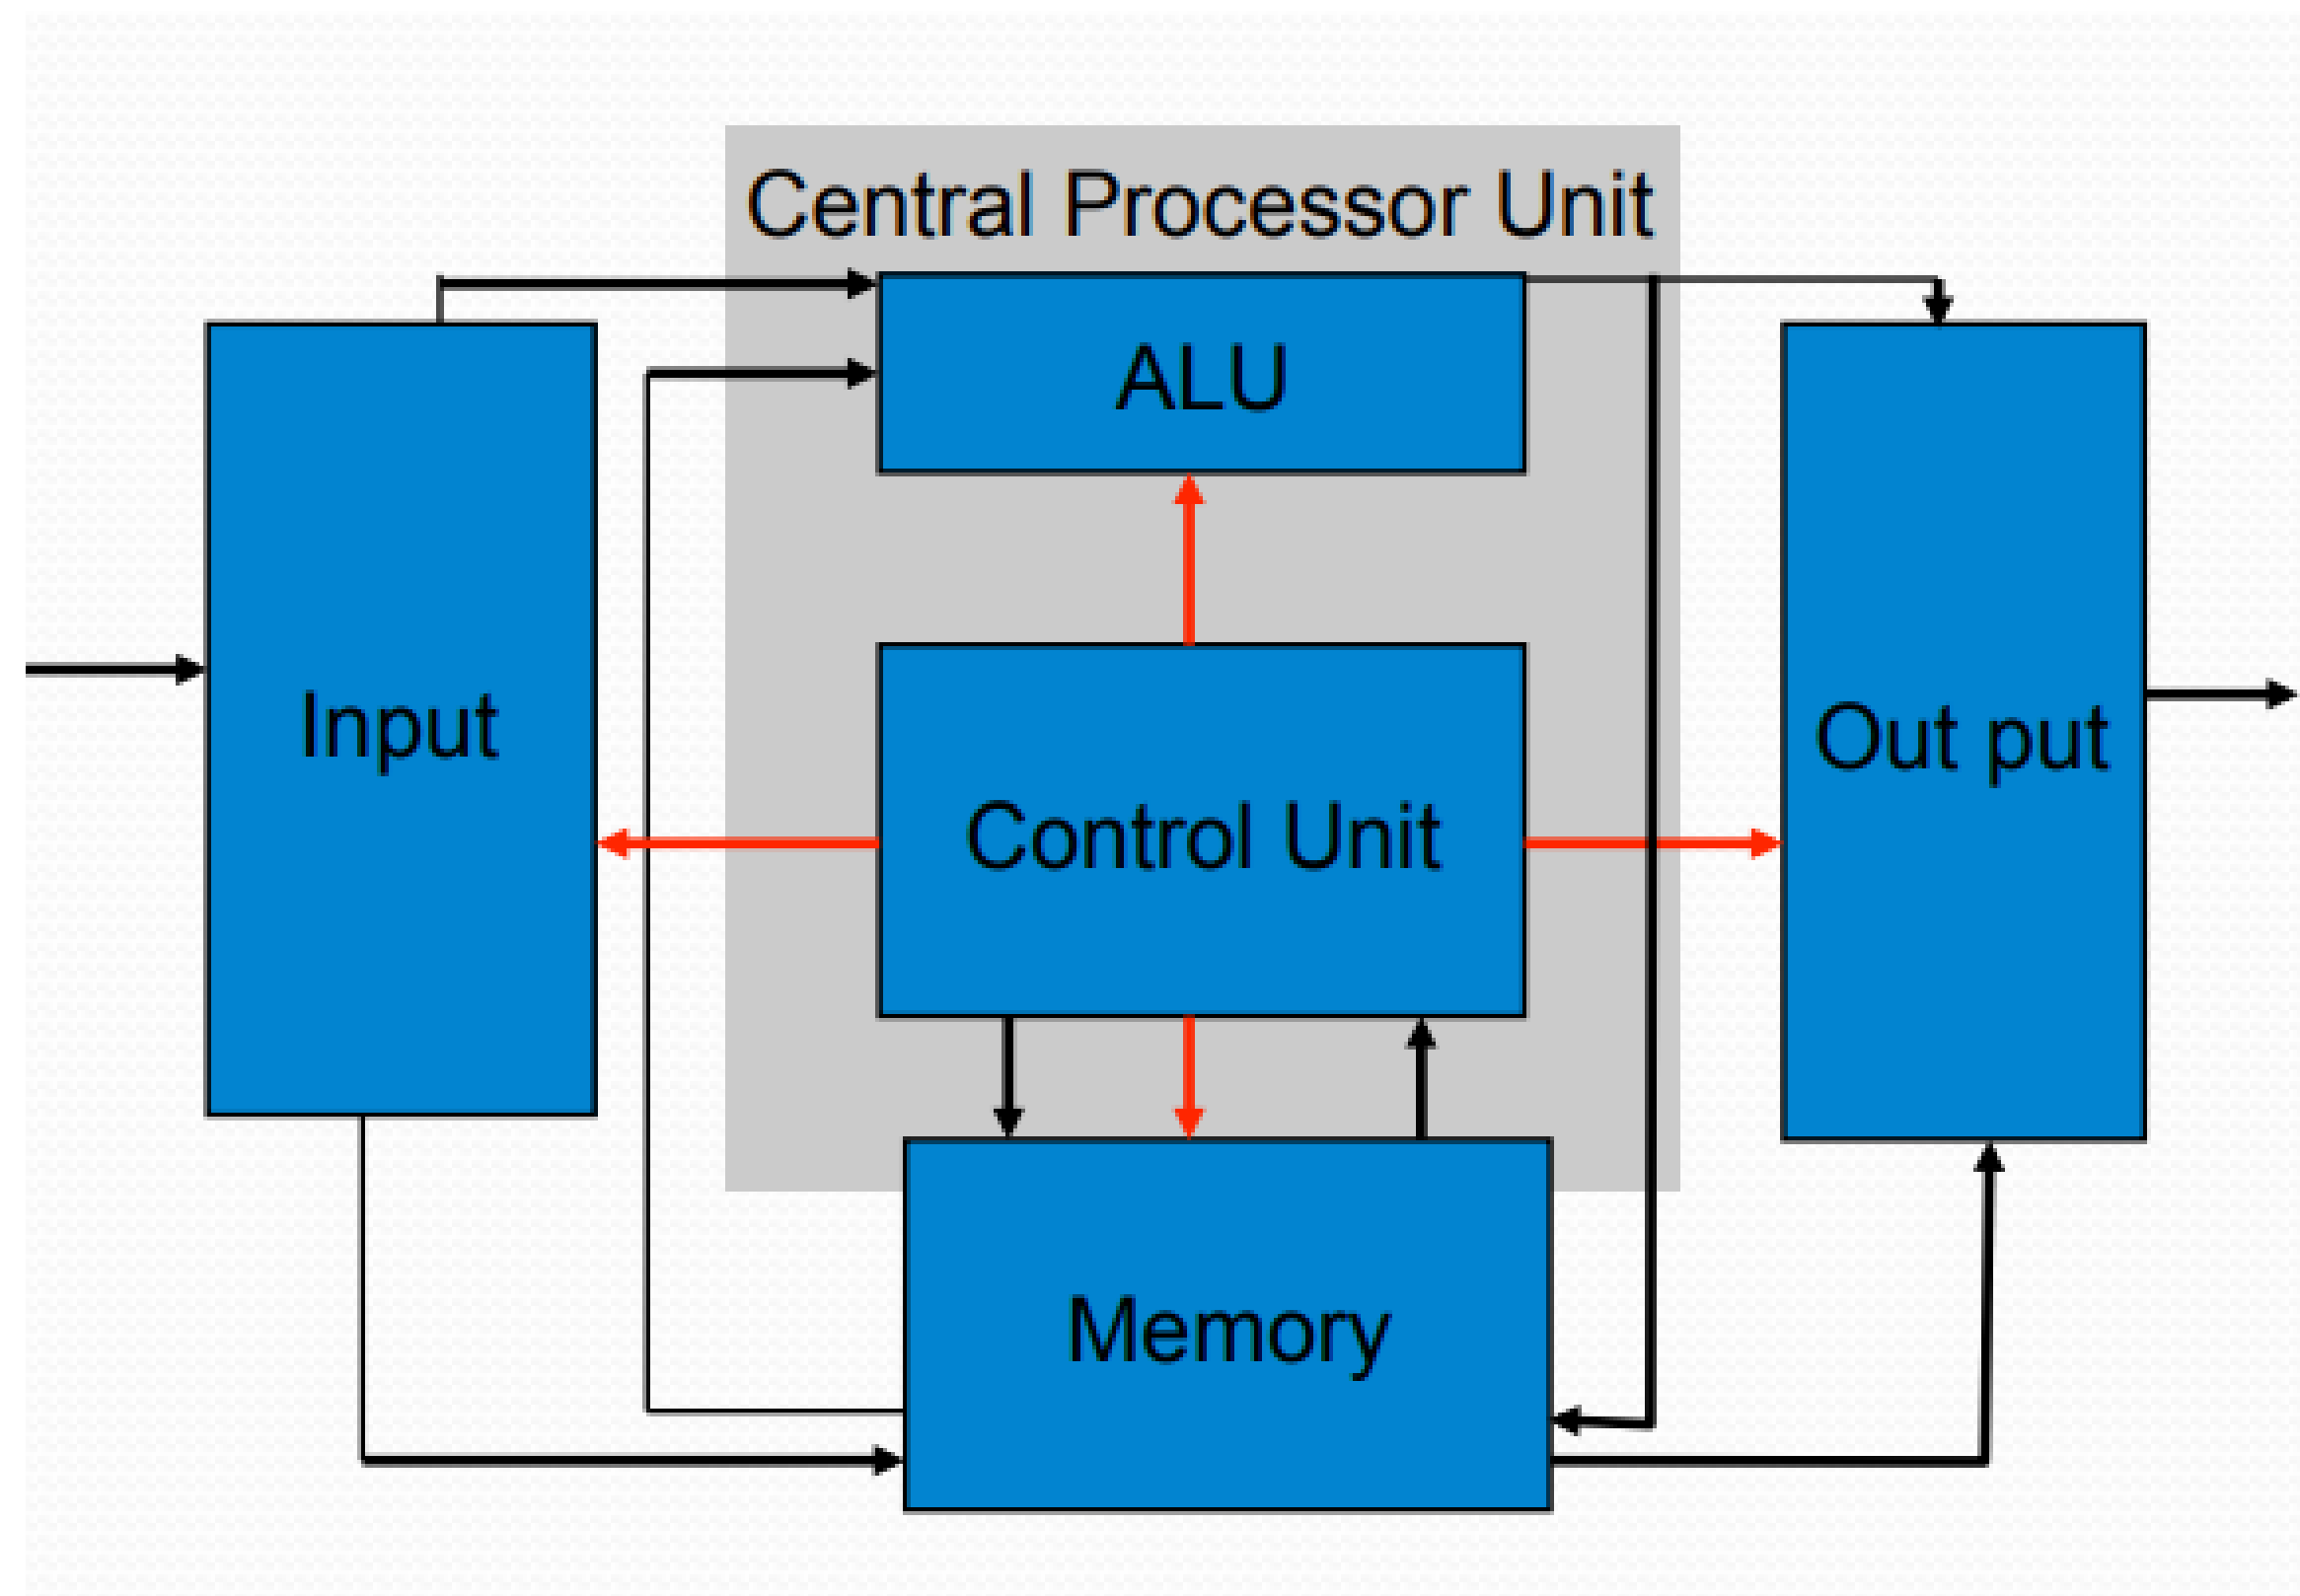 Central Processor Unit
ALU
Input
Control Unit
Out put
Memory